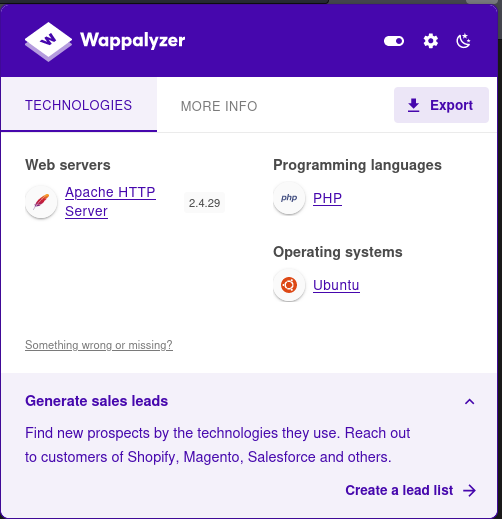 Wappalyzer
TECHNOLOGIES
MORE INFO
Export
Web servers
Apache HTTP
Server
2.4.29
Programming languages
php
PHP
Operating systems
Ubuntu
Something wrong or missing?
Generate sales leads
Find new prospects by the technologies they use. Reach out
to customers of Shopify, Magento, Salesforce and others.
Create a lead list